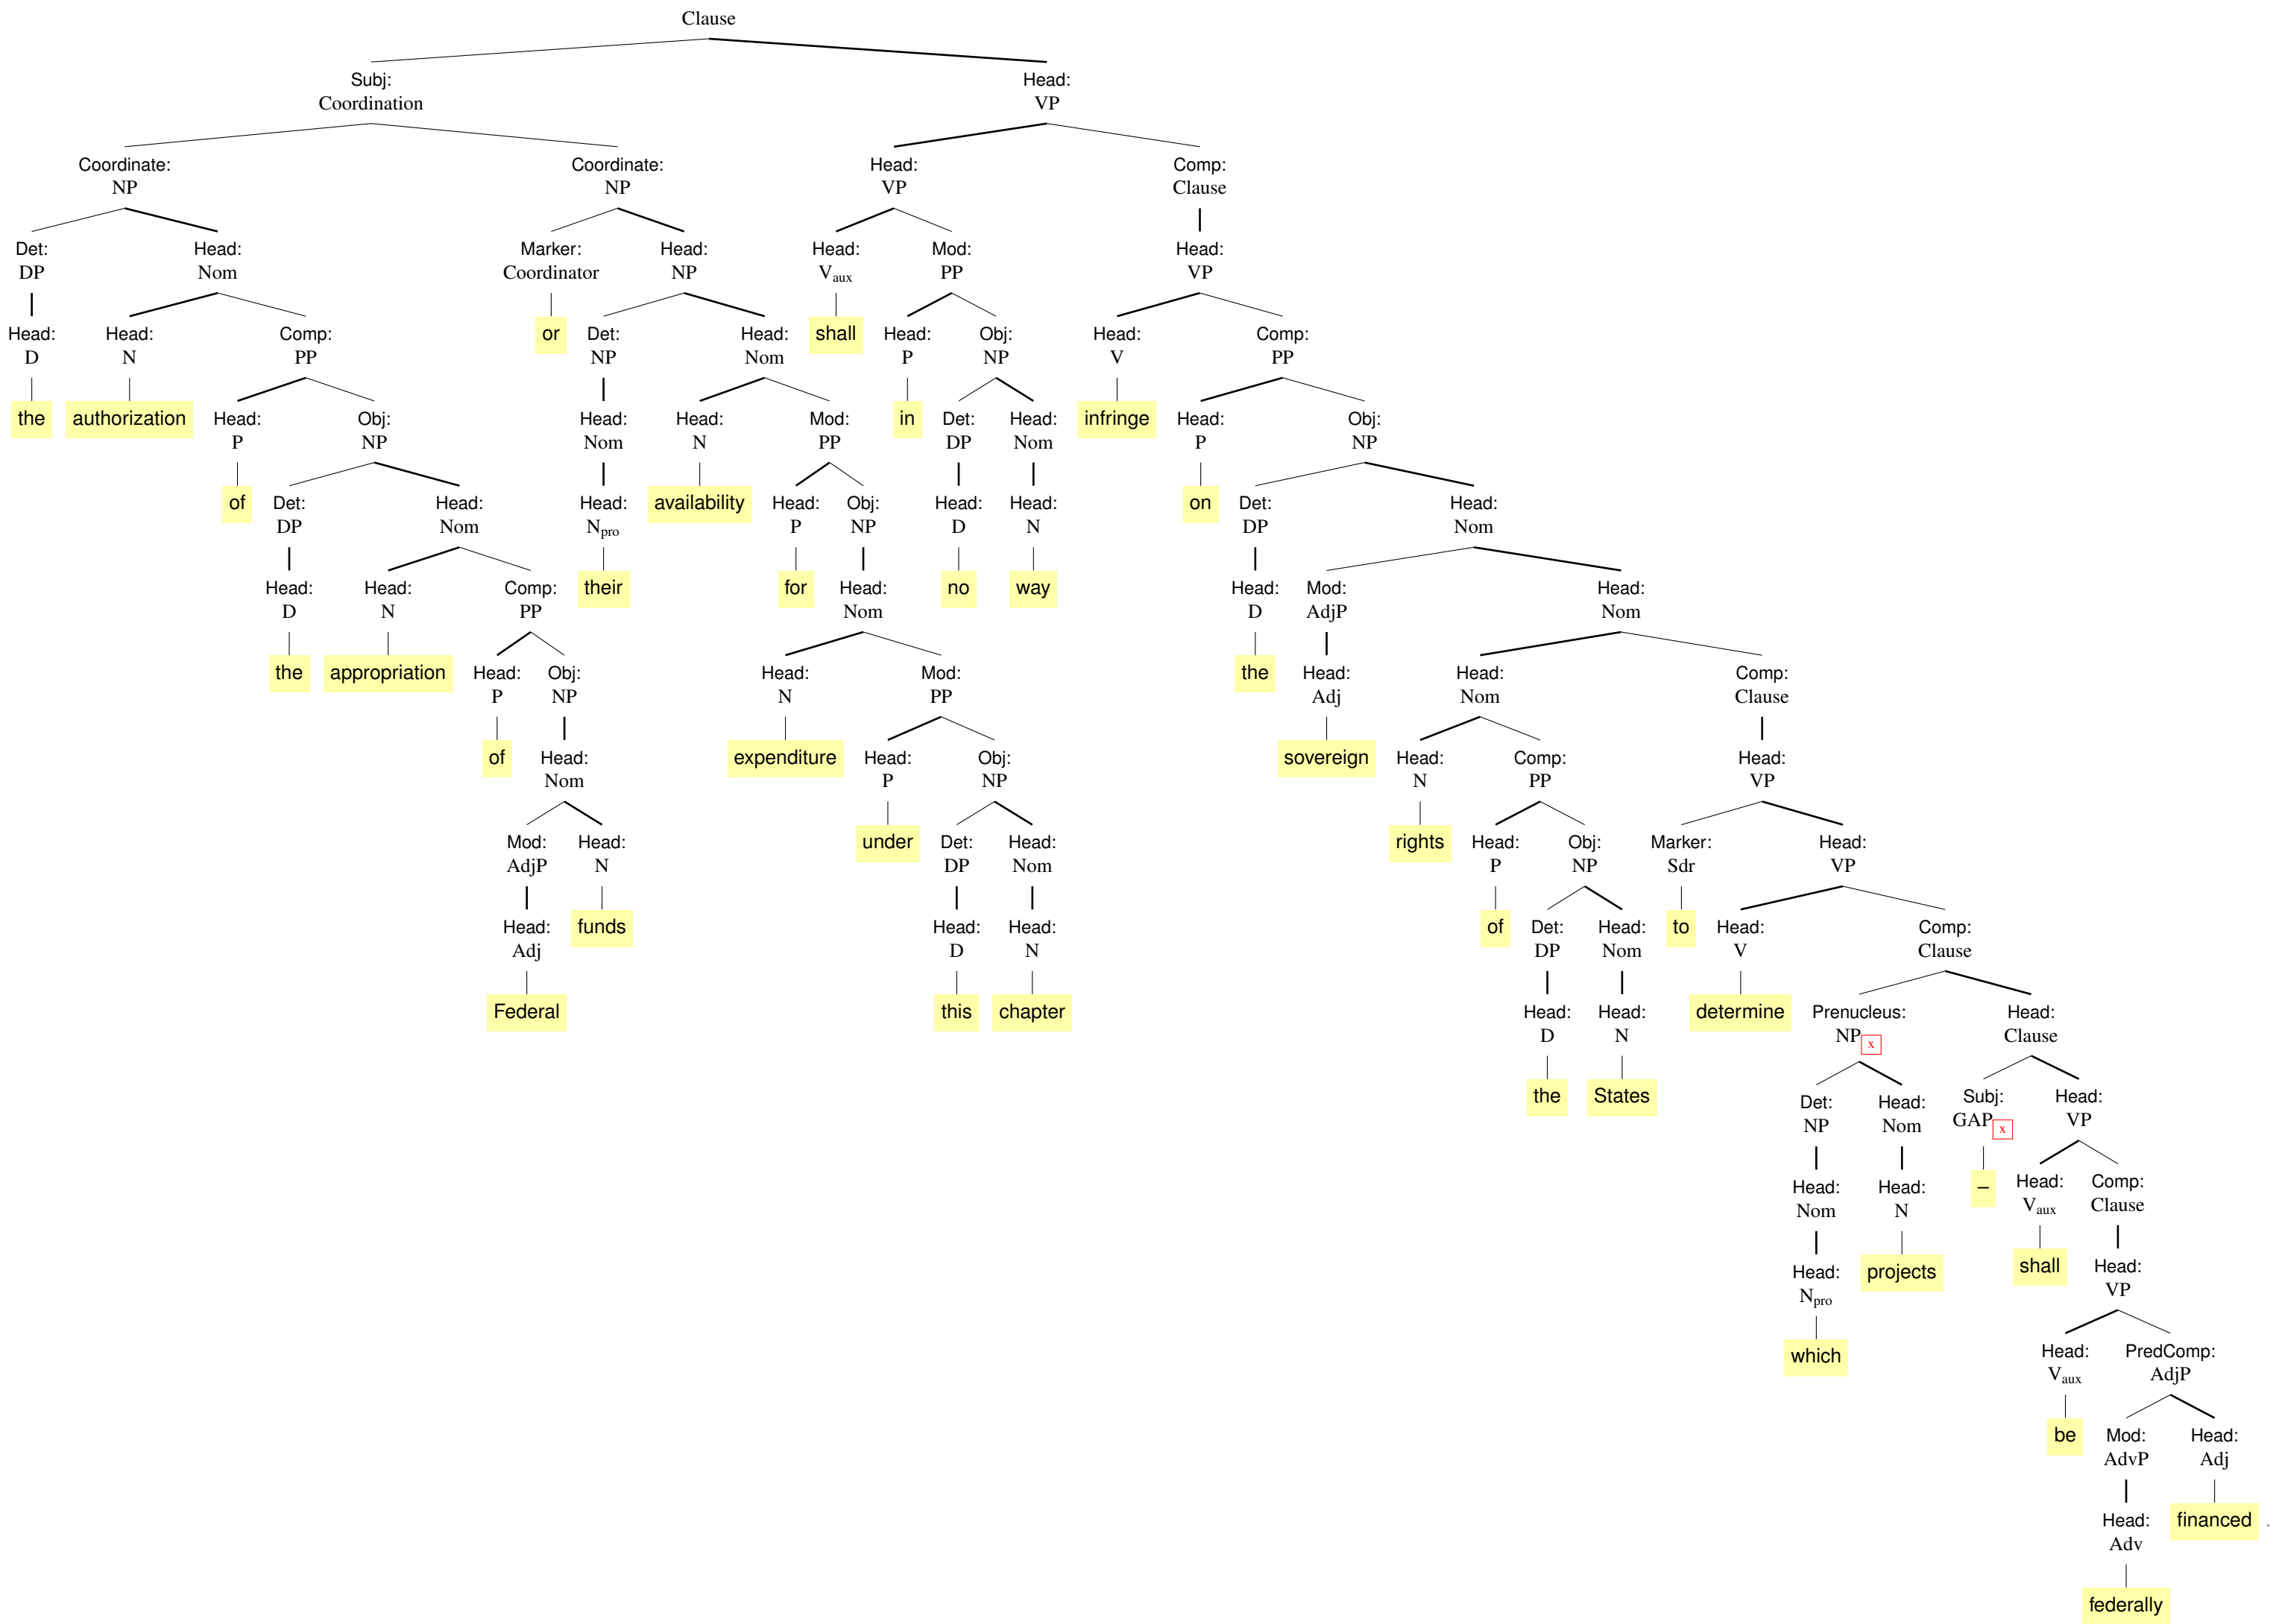 Clause
Subj: Head:
Coordination VP
Coordinate: Coordinate: Head: Comp:
NP NP VP Clause
Det: Head: Marker: Head: Head: Mod: Head:
DP Nom Coordinator NP Vaux PP VP
Head: Head: Comp: or Det: Head: shall Head: Obj: Head: Comp:
D N PP NP Nom P NP V PP
the authorization Head: Obj: Head: Head: Mod: in Det: Head: infringe Head: Obj:
P NP Nom N PP DP Nom P NP
of Det: Head: Head: availability Head: Obj: Head: Head: on Det: Head:
DP Nom Npro P NP D N DP Nom
Head: Head: Comp: their for Head: no way Head: Mod: Head:
D N PP Nom D AdjP Nom
the appropriation Head: Obj: Head: Mod: the Head: Head: Comp:
P NP N PP Adj Nom Clause
of Head: expenditure Head: Obj: sovereign Head: Comp: Head:
Nom P NP N PP VP
Mod: Head: under Det: Head: rights Head: Obj: Marker: Head:
AdjP N DP Nom P NP Sdr VP
Head: funds Head: Head: of Det: Head: to Head: Comp:
Adj D N DP Nom V Clause
Federal this chapter Head: Head: determine Prenucleus: Head:
D N NP x Clause
the States Det: Head: Subj: Head:
NP Nom GAP x VP
Head: Head: – Head: Comp:
Nom N Vaux Clause
Head: projects shall Head:
Npro VP
which Head: PredComp:
Vaux AdjP
be Mod: Head:
AdvP Adj
Head: financed .
Adv
federally